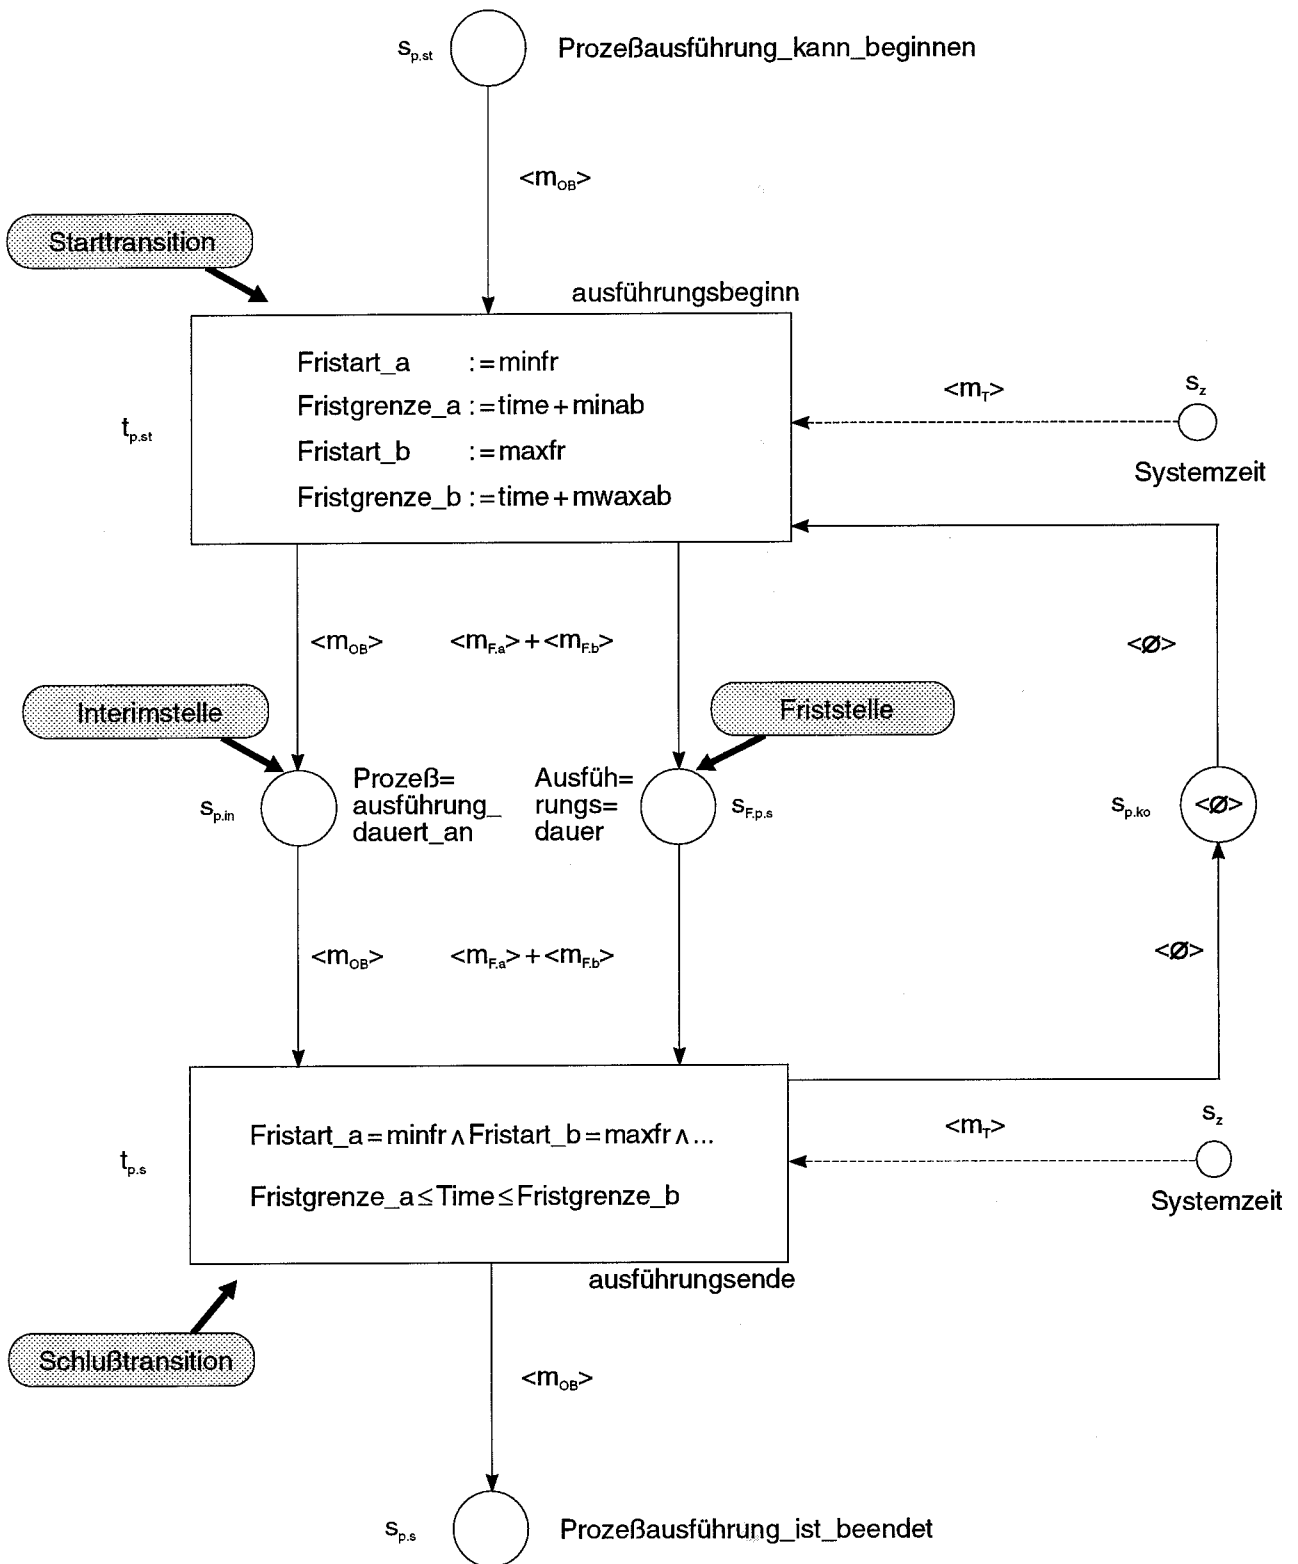 s_p.st Prozeßausführung_kann_beginnen
<m_OB>
Starttransition
ausführungsbeginn
Fristart_a :=minfr
Fristgrenze_a :=time+minab
Fristart_b :=maxfr
Fristgrenze_b :=time+mwaxab
t_p.st
<m_T>
s_z
Systemzeit
<m_OB>
<m_F.a>+<m_F.b>
<Ø>
Interimstelle
Friststelle
s_p.in
Prozeß=
ausführung_
dauert_an
Ausfüh=
rungs=
dauer
s_F.p.s
s_p.ko
<Ø>
<m_OB>
<m_F.a>+<m_F.b>
<Ø>
Fristart_a=minfr∧Fristart_b=maxfr∧...
Fristgrenze_a≤Time≤Fristgrenze_b
t_p.s
<m_T>
s_z
Systemzeit
ausführungsende
Schlußtransition
<m_OB>
s_p.s Prozeßausführung_ist_beendet